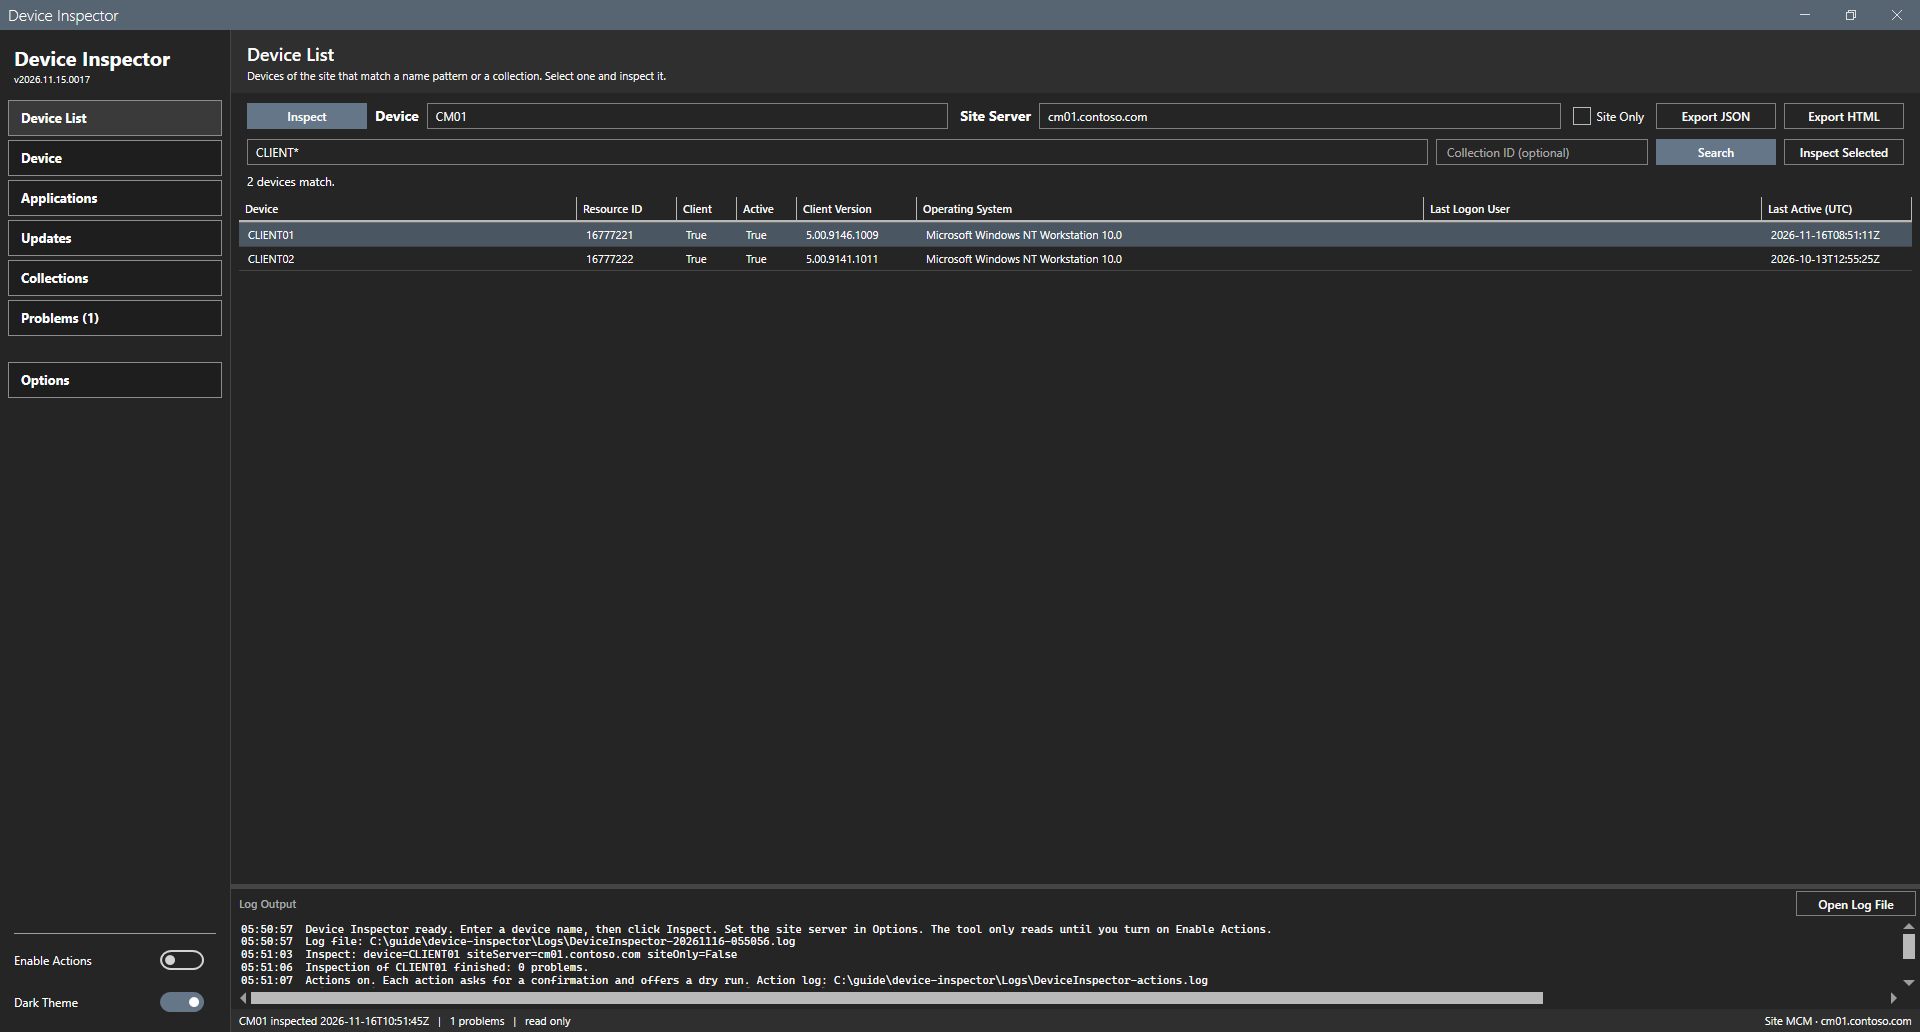 Device Inspector
Device Inspector
v2026.11.15.0017
Device List
Device
Applications
Updates
Collections
Problems (1)
Options
Enable Actions
Dark Theme
Device List
Devices of the site that match a name pattern or a collection. Select one and inspect it.
Inspect Device CM01 Site Server cm01.contoso.com Site Only Export JSON Export HTML
CLIENT* Collection ID (optional) Search Inspect Selected
2 devices match.
Device Resource ID Client Active Client Version Operating System Last Logon User Last Active (UTC)
CLIENT01 16777221 True True 5.00.9146.1009 Microsoft Windows NT Workstation 10.0 2026-11-16T08:51:11Z
CLIENT02 16777222 True True 5.00.9141.1011 Microsoft Windows NT Workstation 10.0 2026-10-13T12:55:25Z
Log Output Open Log File
05:50:57 Device Inspector ready. Enter a device name, then click Inspect. Set the site server in Options. The tool only reads until you turn on Enable Actions.
05:50:57 Log file: C:\guide\device-inspector\Logs\DeviceInspector-20261116-055056.log
05:51:03 Inspect: device=CLIENT01 siteServer=cm01.contoso.com siteOnly=False
05:51:06 Inspection of CLIENT01 finished: 0 problems.
05:51:07 Actions on. Each action asks for a confirmation and offers a dry run. Action log: C:\guide\device-inspector\Logs\DeviceInspector-actions.log
CM01 inspected 2026-11-16T10:51:45Z | 1 problems | read only
Site MCM · cm01.contoso.com